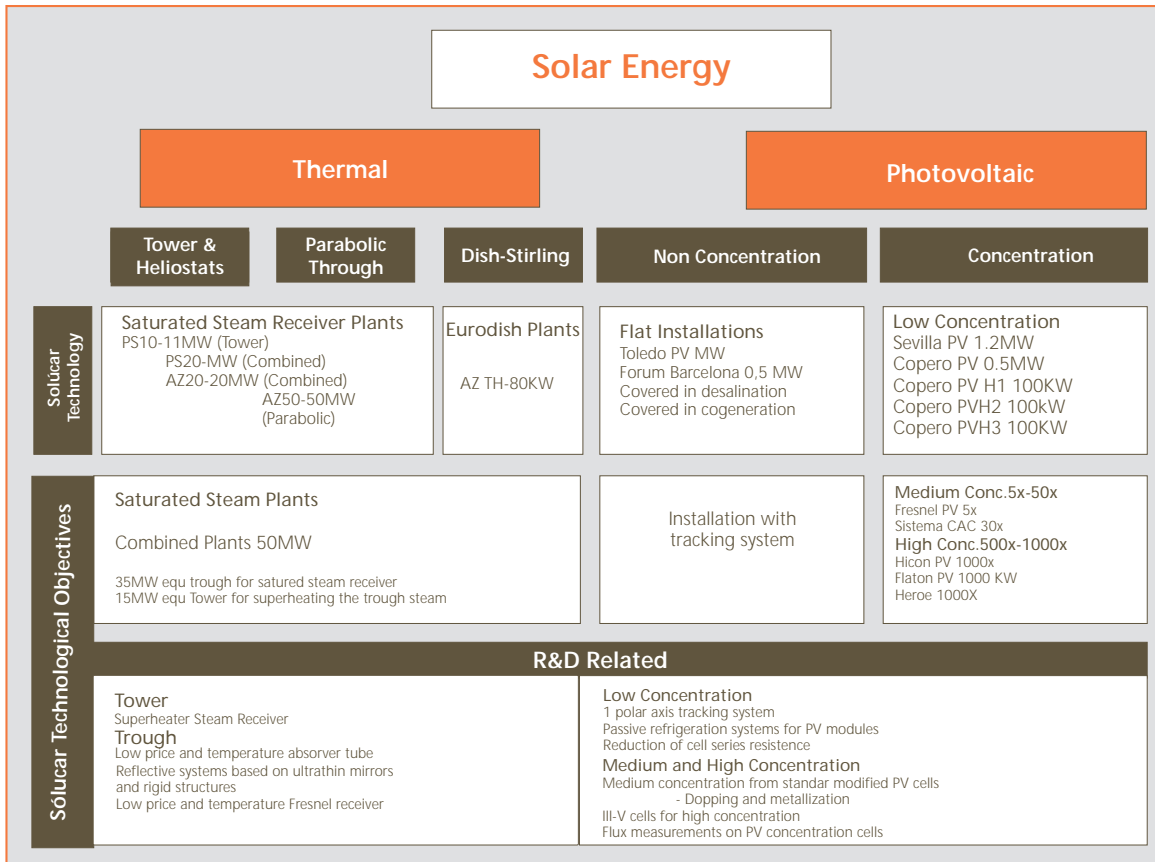 Solar Energy
Thermal
Photovoltaic
Tower &
Heliostats
Parabolic
Through
Dish-Stirling
Non Concentration
Concentration
Solúcar
Technology
Saturated Steam Receiver Plants
PS10-11MW (Tower)
PS20-MW (Combined)
AZ20-20MW (Combined)
AZ50-50MW
(Parabolic)
Eurodish Plants
AZ TH-80KW
Flat Installations
Toledo PV MW
Forum Barcelona 0,5 MW
Covered in desalination
Covered in cogeneration
Low Concentration
Sevilla PV 1.2MW
Copero PV 0.5MW
Copero PV H1 100KW
Copero PVH2 100kW
Copero PVH3 100KW
Sólucar Technological Objectives
Saturated Steam Plants
Combined Plants 50MW
35MW equ trough for satured steam receiver
15MW equ Tower for superheating the trough steam
Installation with
tracking system
Medium Conc.5x-50x
Fresnel PV 5x
Sistema CAC 30x
High Conc.500x-1000x
Hicon PV 1000x
Flaton PV 1000 KW
Heroe 1000X
R&D Related
Tower
Superheater Steam Receiver
Trough
Low price and temperature absorver tube
Reflective systems based on ultrathin mirrors
and rigid structures
Low price and temperature Fresnel receiver
Low Concentration
1 polar axis tracking system
Passive refrigeration systems for PV modules
Reduction of cell series resistence
Medium and High Concentration
Medium concentration from standar modified PV cells
- Dopping and metallization
III-V cells for high concentration
Flux measurements on PV concentration cells